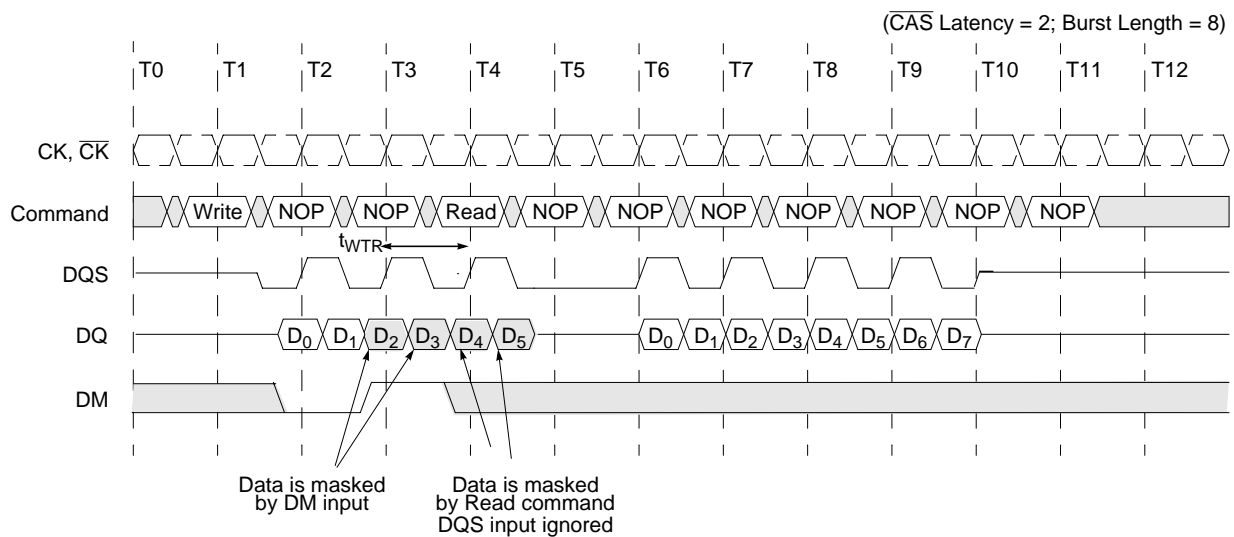 (CAS Latency = 2; Burst Length = 8)
T0 T1 T2 T3 T4 T5 T6 T7 T8 T9 T10 T11 T12
CK, CK
Command Write NOP NOP Read NOP NOP NOP NOP NOP NOP NOP
tWTR
DQS
DQ D0 D1 D2 D3 D4 D5 D0 D1 D2 D3 D4 D5 D6 D7
DM
Data is masked
by DM input
Data is masked
by Read command
DQS input ignored